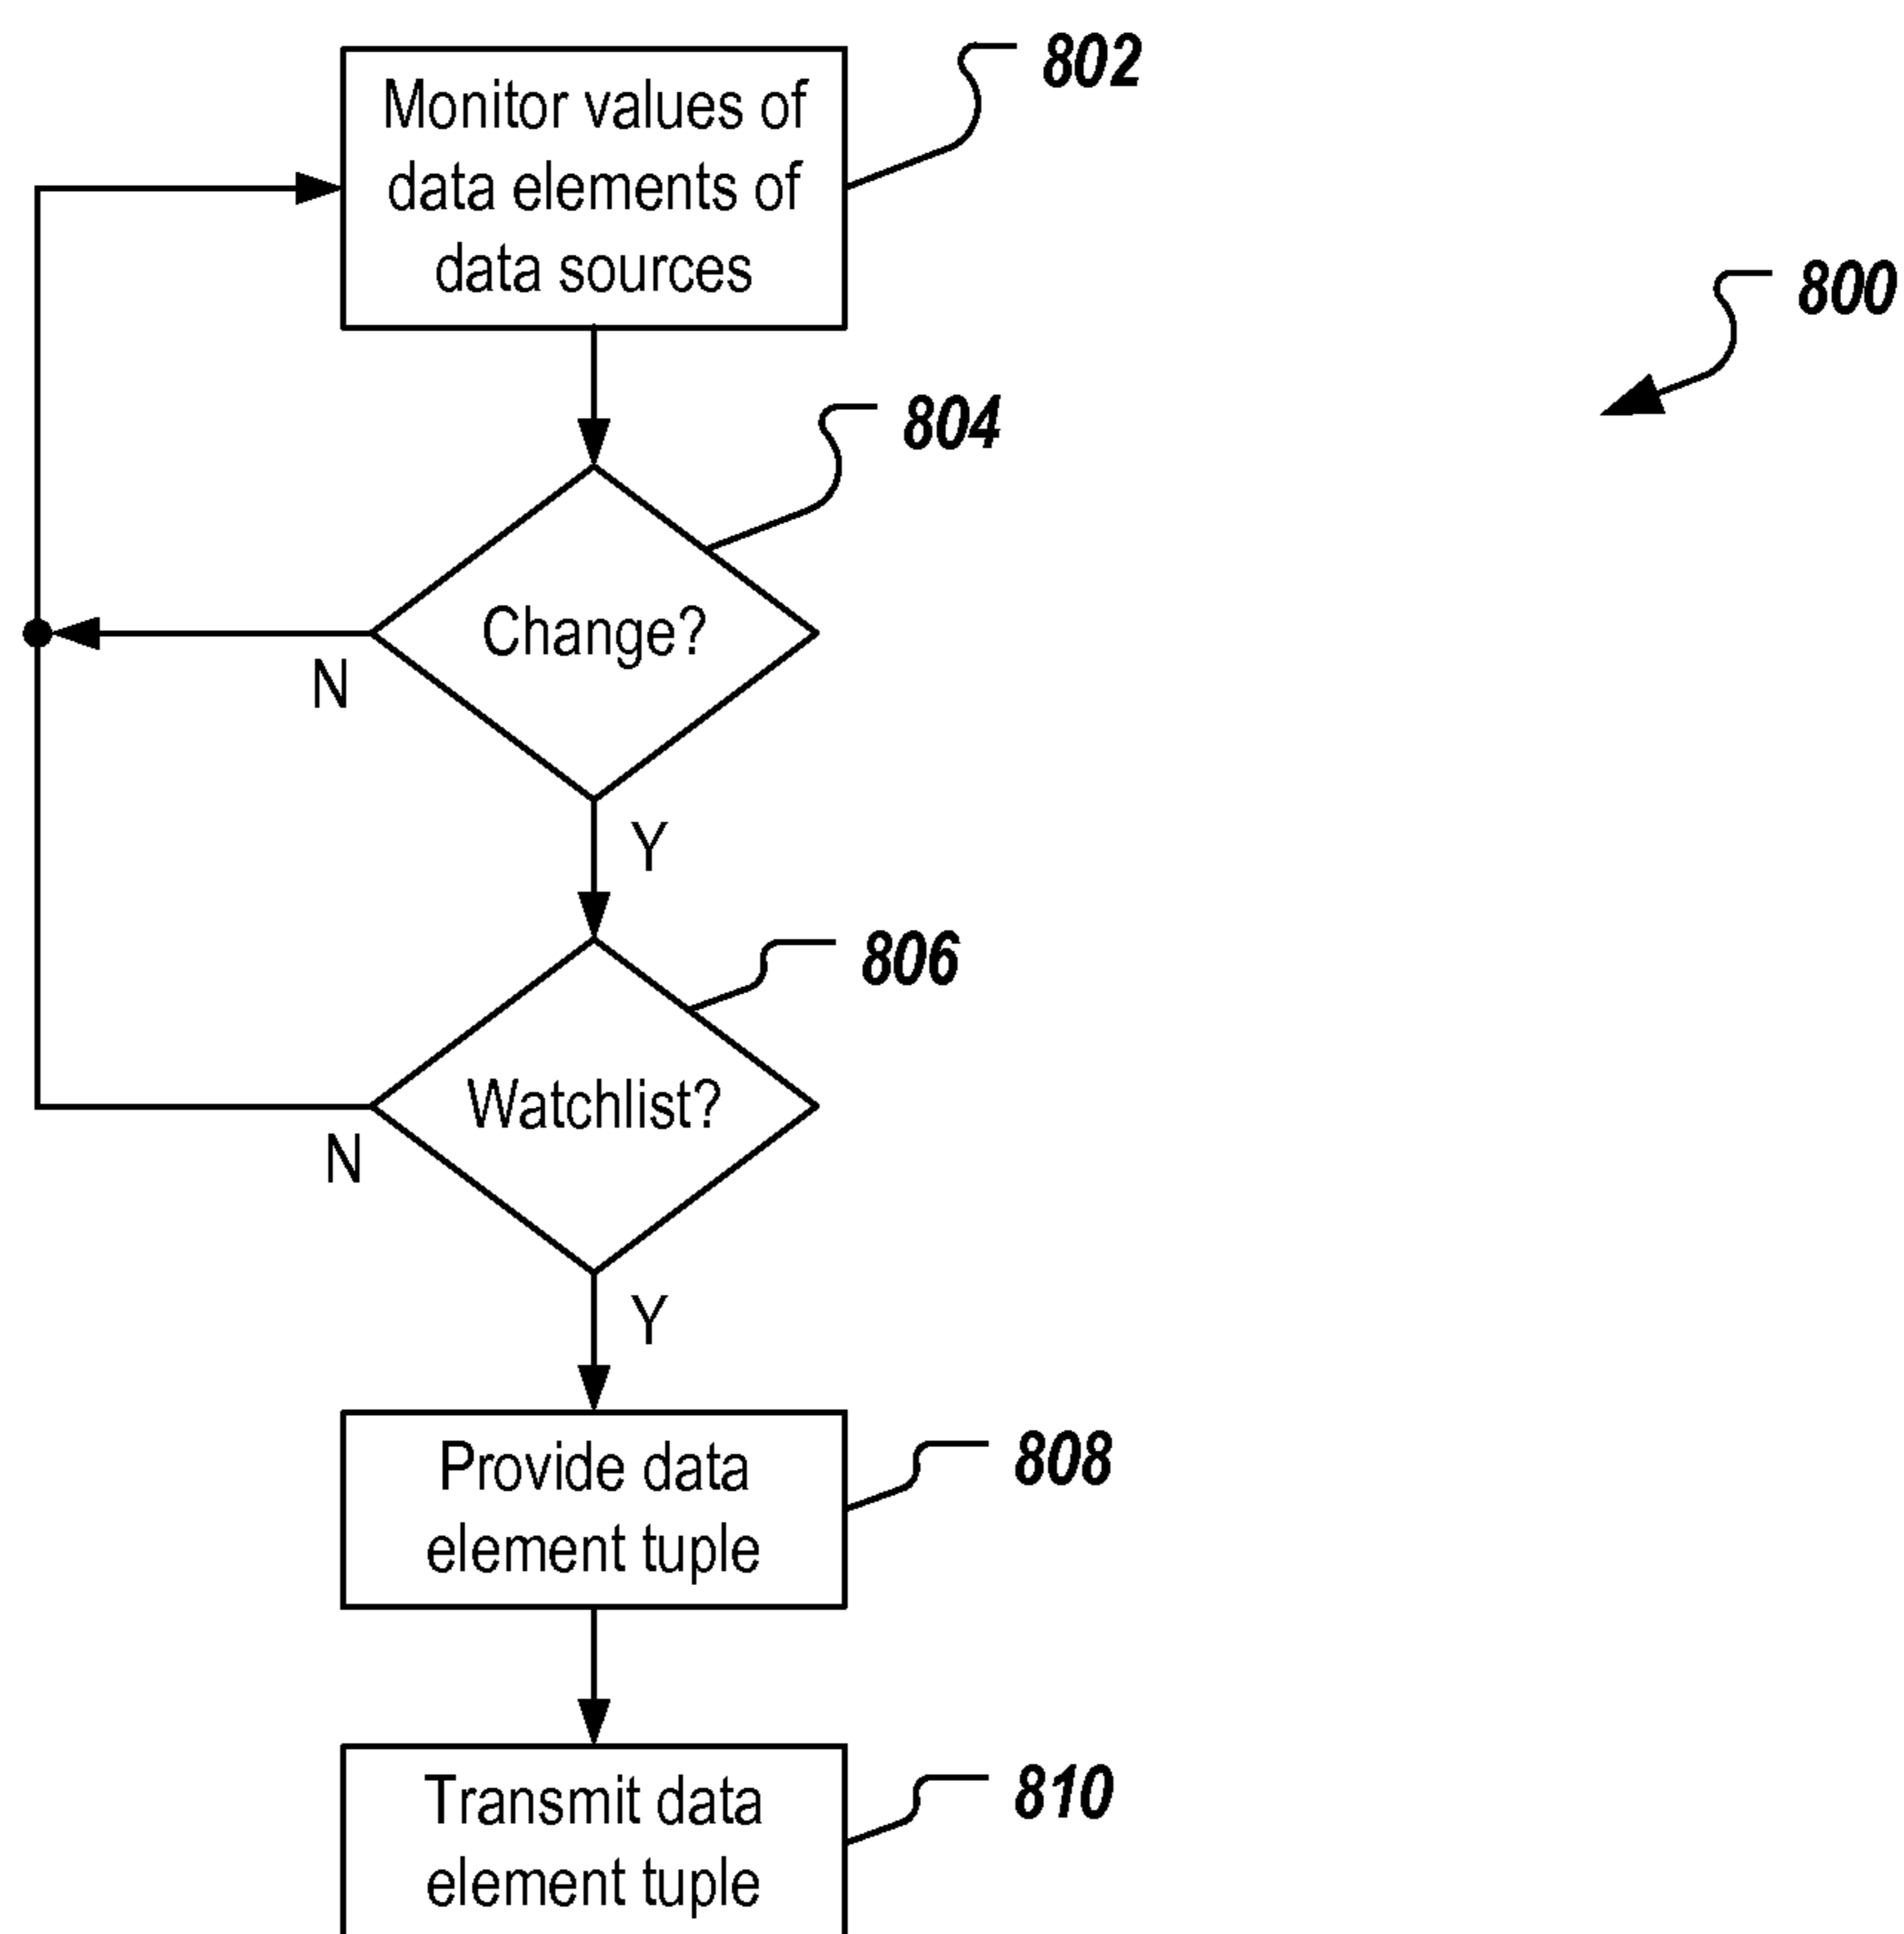 Monitor values of
data elements of
data sources
802
800
804
Change?
N
Y
806
Watchlist?
N
Y
Provide data
element tuple
808
Transmit data
element tuple
810